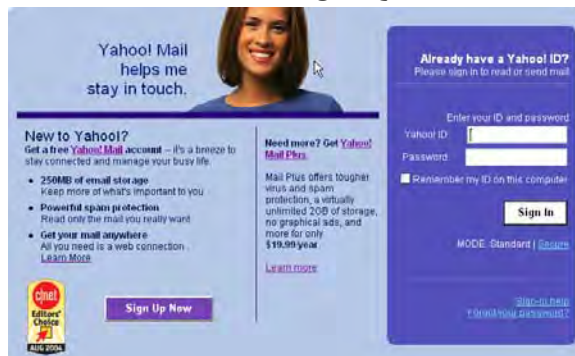 Yahoo! Mail
helps me
stay in touch.
New to Yahoo!?
Get a free Yahoo! Mail account – it's a breeze to
stay connected and manage your busy life.
• 250MB of email storage
Keep more of what's important to you
• Powerful spam protection
Read only the mail you really want
• Get your mail anywhere
All you need is a web connection
Learn More
cnet
Editors'
Choice
AUG 2004
Sign Up Now
Need more? Get Yahoo!
Mail Plus.
Mail Plus offers tougher
virus and spam
protection, a virtually
unlimited 2GB of storage,
no graphical ads, and
more for only
$19.99/year.
Learn more
Already have a Yahoo! ID?
Please sign in to read or send mail
Enter your ID and password
Yahoo! ID:
Password:
Remember my ID on this computer
Sign In
MODE: Standard | Secure
Sign-in help
Forgot your password?